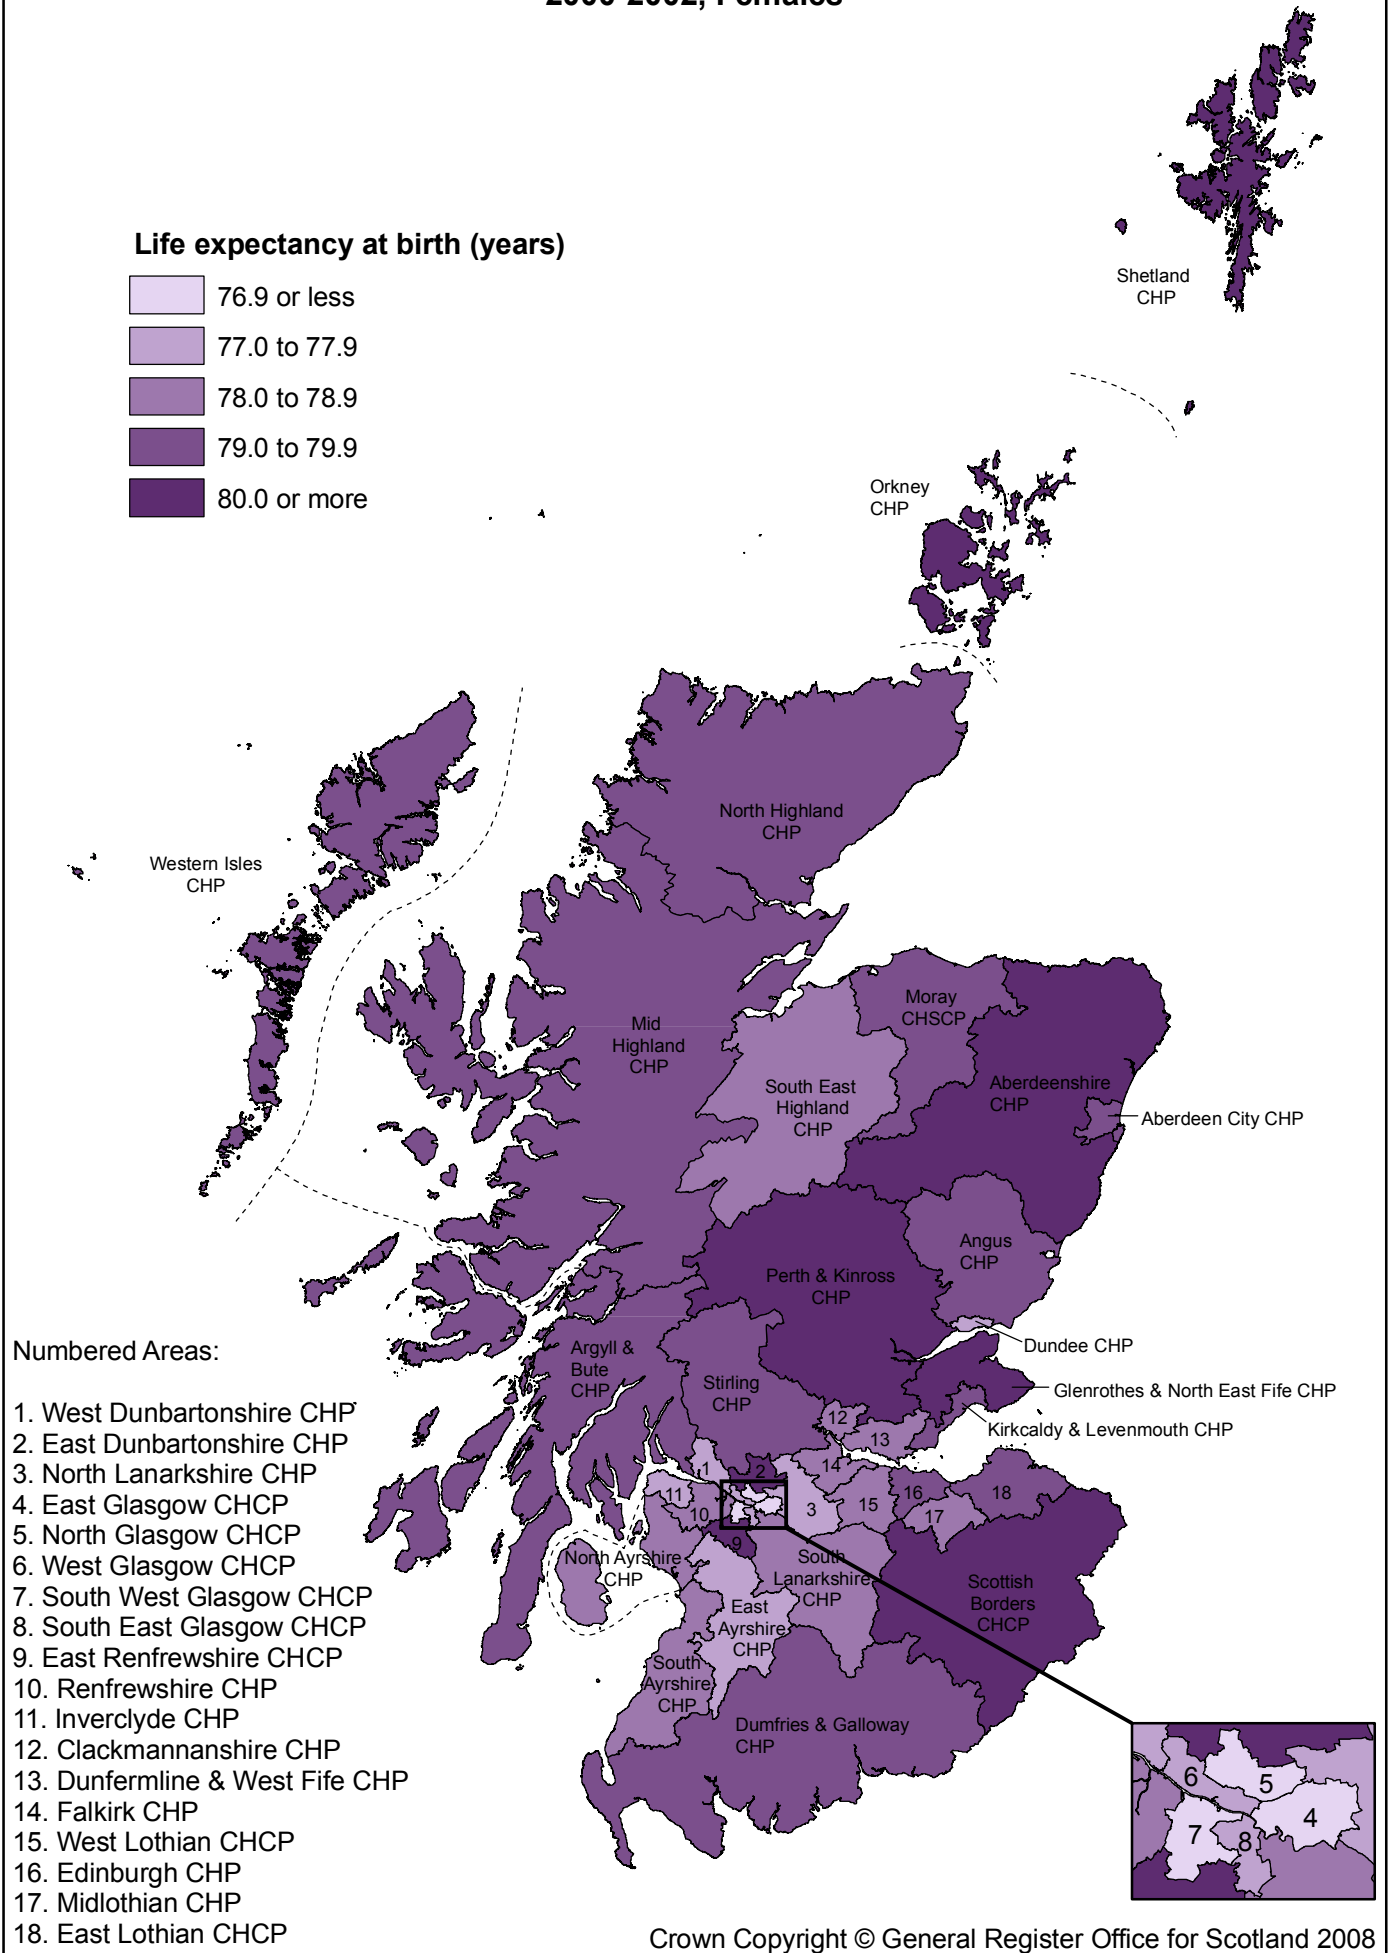 2000-2002, Females
Life expectancy at birth (years)
76.9 or less
77.0 to 77.9
78.0 to 78.9
79.0 to 79.9
80.0 or more
Shetland
CHP
Orkney
CHP
North Highland
CHP
Western Isles
CHP
Moray
CHSCP
Mid
Highland
CHP
South East
Highland
CHP
Aberdeenshire
CHP
Aberdeen City CHP
Angus
CHP
Perth & Kinross
CHP
Dundee CHP
Argyll &
Bute
CHP
Stirling
CHP
Glenrothes & North East Fife CHP
Kirkcaldy & Levenmouth CHP
12
13
1
2
14
11
10
3
15
16
17
18
9
North Ayrshire
CHP
South
Lanarkshire
CHP
East
Ayrshire
CHP
Scottish
Borders
CHCP
South
Ayrshire
CHP
Dumfries & Galloway
CHP
6
5
4
7
8
Numbered Areas:
1. West Dunbartonshire CHP
2. East Dunbartonshire CHP
3. North Lanarkshire CHP
4. East Glasgow CHCP
5. North Glasgow CHCP
6. West Glasgow CHCP
7. South West Glasgow CHCP
8. South East Glasgow CHCP
9. East Renfrewshire CHCP
10. Renfrewshire CHP
11. Inverclyde CHP
12. Clackmannanshire CHP
13. Dunfermline & West Fife CHP
14. Falkirk CHP
15. West Lothian CHCP
16. Edinburgh CHP
17. Midlothian CHP
18. East Lothian CHCP
Crown Copyright © General Register Office for Scotland 2008